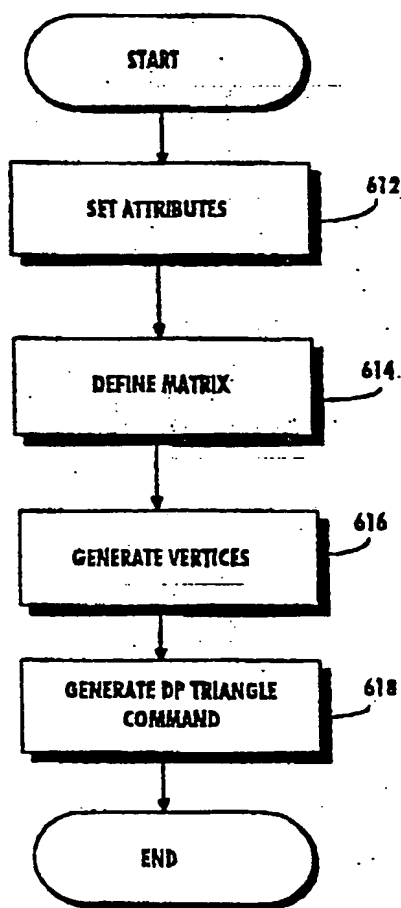 START
SET ATTRIBUTES
612
DEFINE MATRIX
614
GENERATE VERTICES
616
GENERATE DP TRIANGLE
COMMAND
618
END